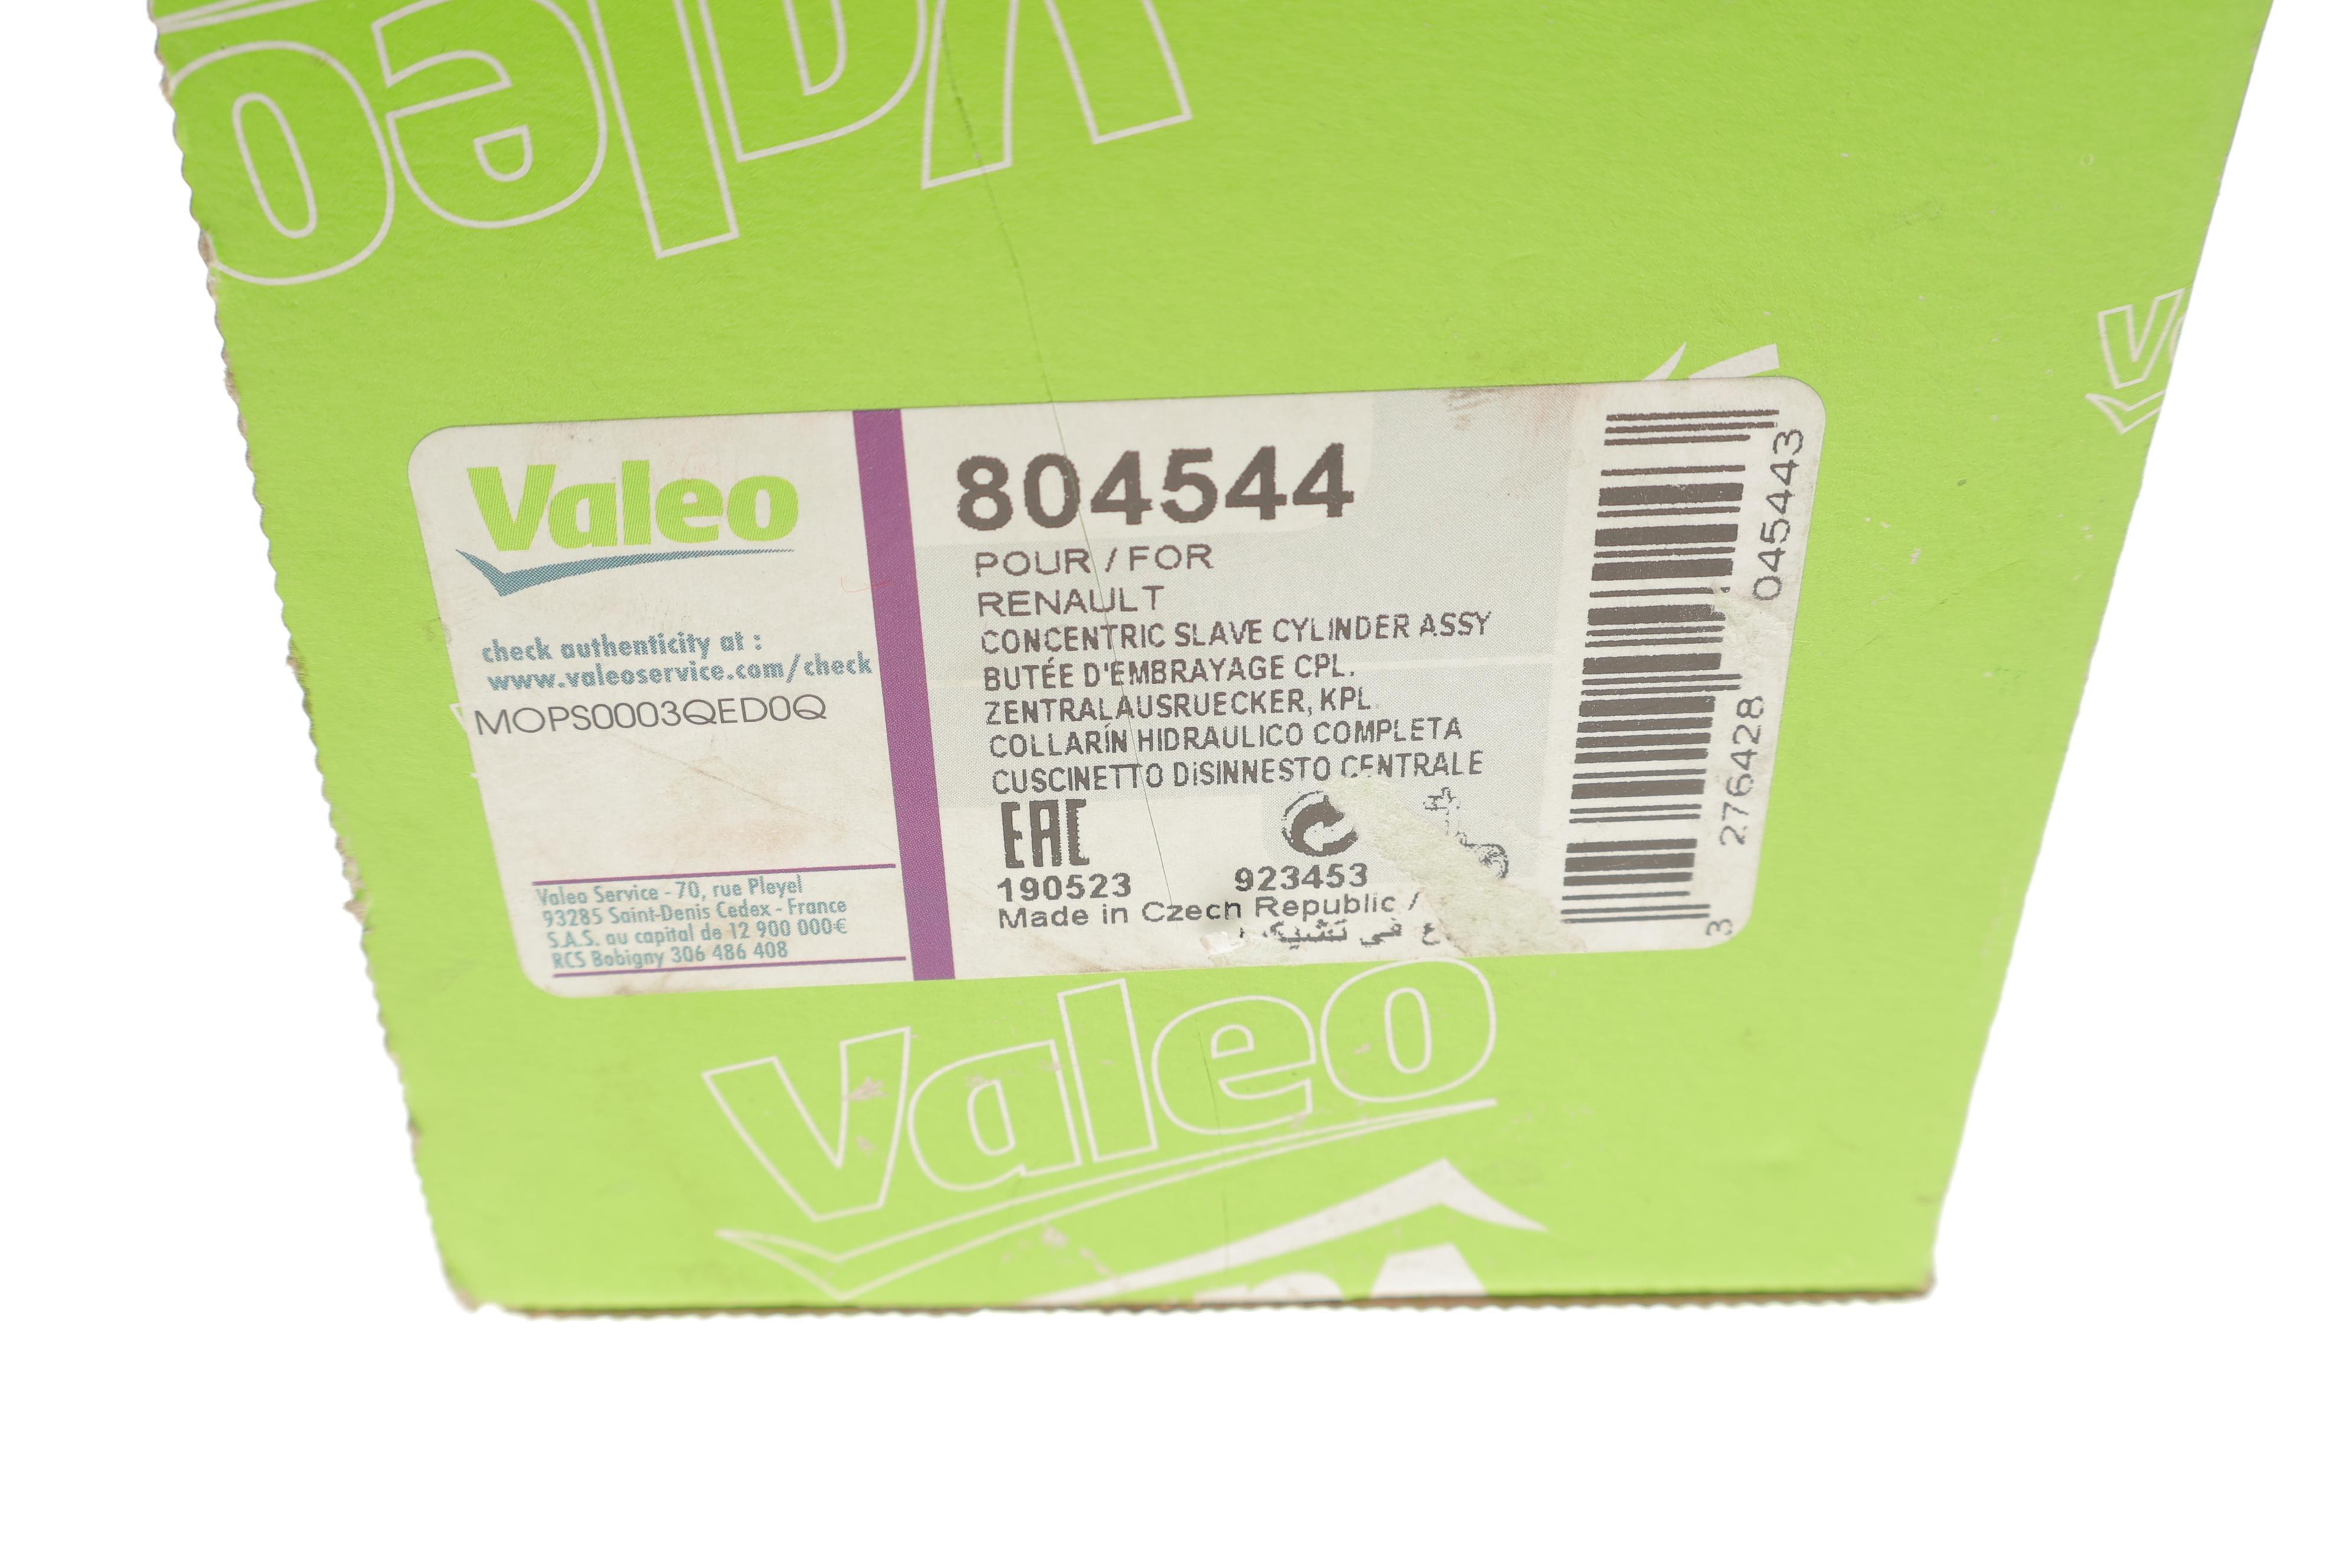 Valeo
Valeo
check authenticity at :
www.valeoservice.com/check
MOPS0003QED0Q
Valeo Service - 70, rue Pleyel
93285 Saint-Denis Cedex - France
S.A.S. au capital de 12 900 000€
RCS Bobigny 306 486 408
804544
POUR / FOR
RENAULT
CONCENTRIC SLAVE CYLINDER ASSY
BUTÉE D'EMBRAYAGE CPL.
ZENTRALAUSRUECKER, KPL.
COLLARÍN HIDRAULICO COMPLETA
CUSCINETTO DiSINNESTO CENTRALE
EAC
190523 923453
Made in Czech Republic /
في
3 276428 045443
Valeo